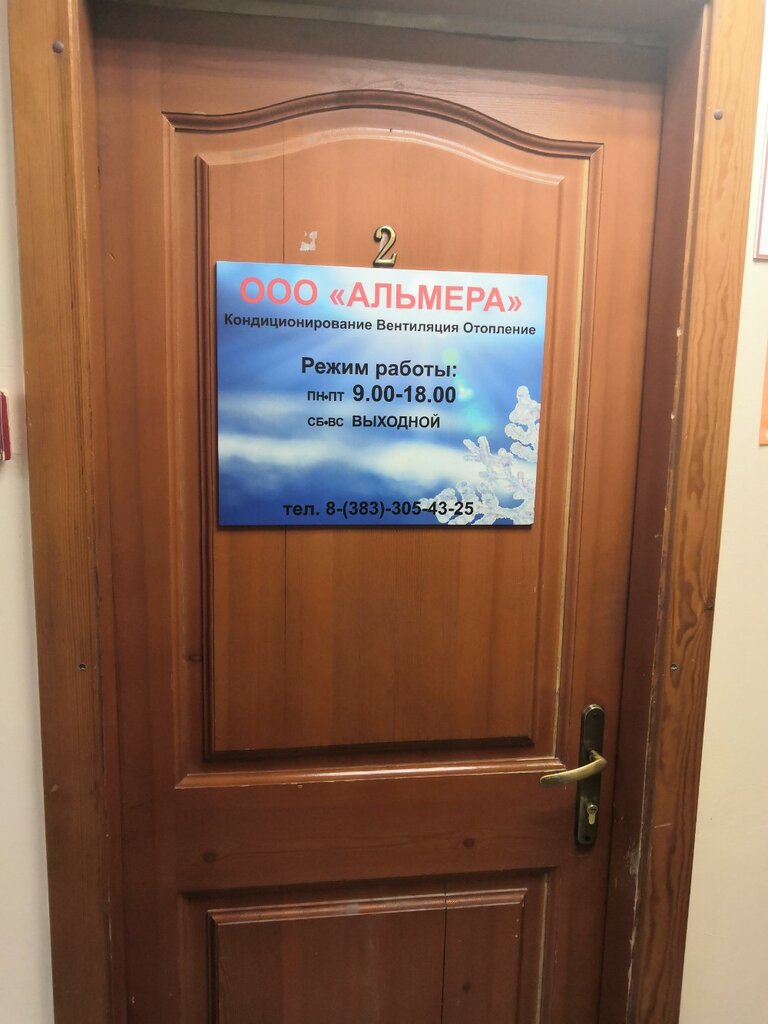 2
ООО «АЛЬМЕРА»
Кондиционирование Вентиляция Отопление
Режим работы:
ПН•ПТ 9.00-18.00
СБ•ВС ВЫХОДНОЙ
тел. 8-(383)-305-43-25